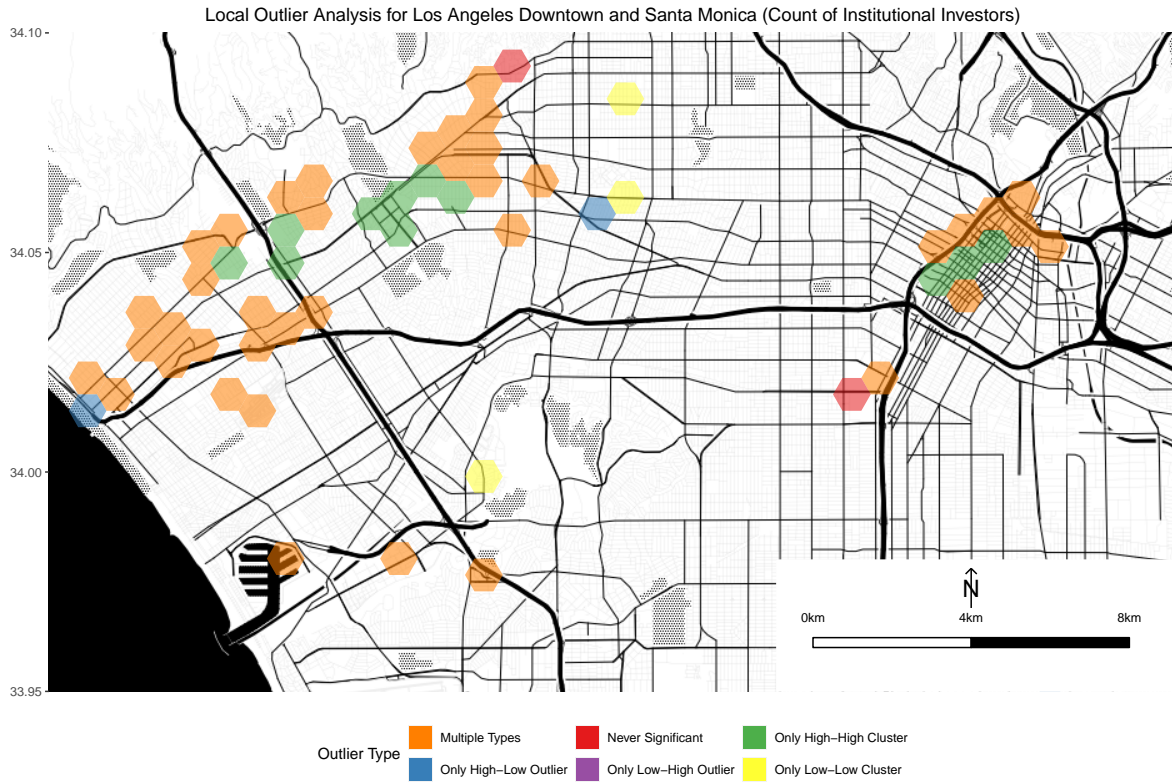 Local Outlier Analysis for Los Angeles Downtown and Santa Monica (Count of Institutional Investors)
34.10
34.05
34.00
33.95
N
0km 4km 8km
Outlier Type
Multiple Types Never Significant Only High−High Cluster
Only High−Low Outlier Only Low−High Outlier Only Low−Low Cluster